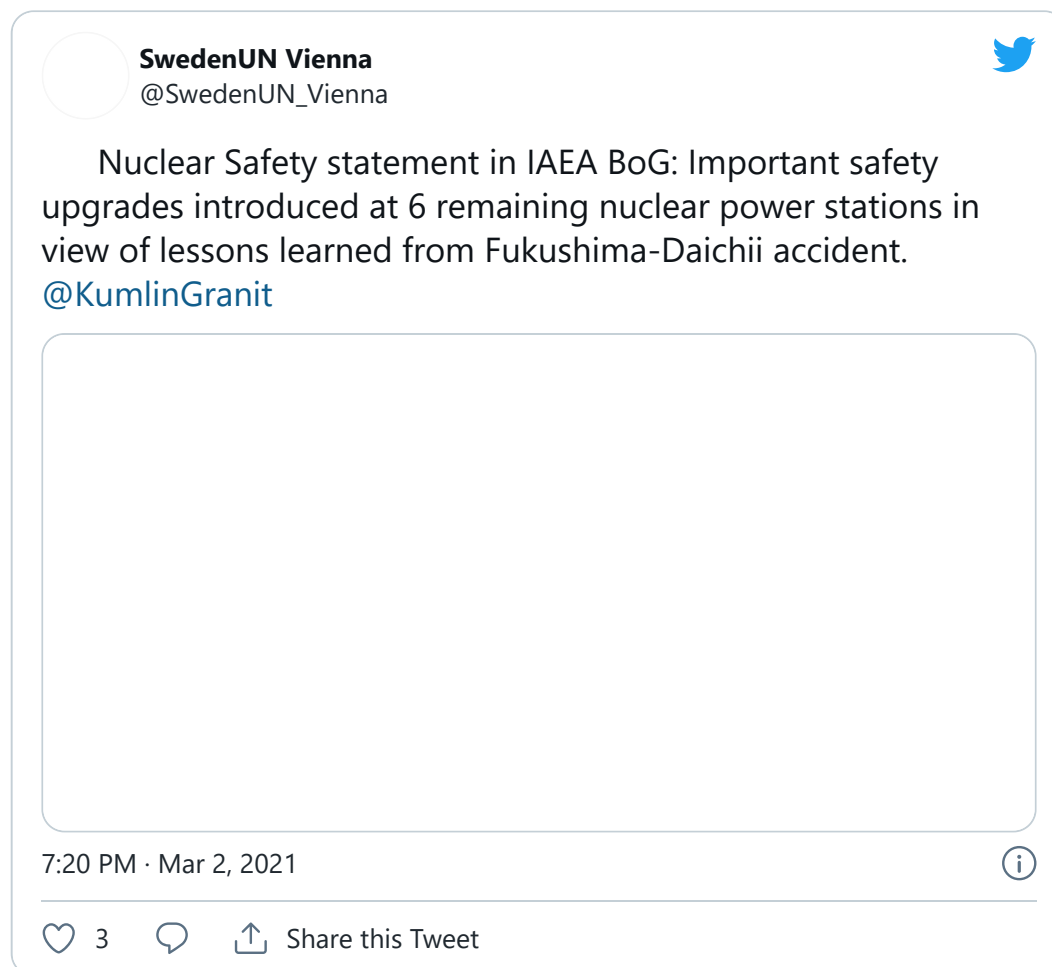 SwedenUN Vienna
@SwedenUN_Vienna
Nuclear Safety statement in IAEA BoG: Important safety
upgrades introduced at 6 remaining nuclear power stations in
view of lessons learned from Fukushima-Daichii accident.
@KumlinGranit
7:20 PM · Mar 2, 2021
3
Share this Tweet